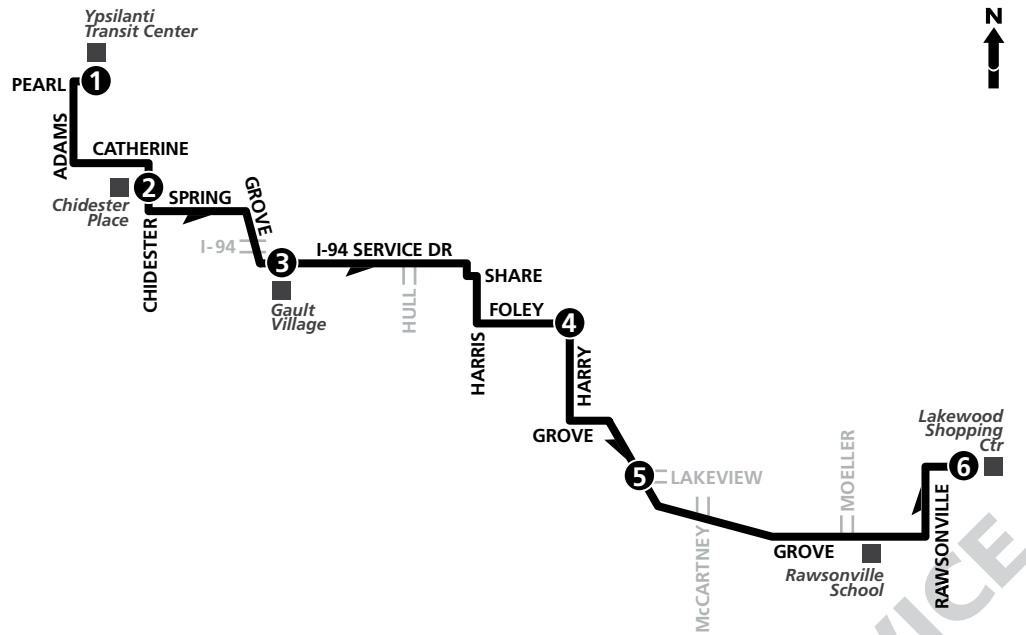 Ypsilanti
Transit Center
N
PEARL
1
ADAMS
CATHERINE
2
Chidester
Place
SPRING
GROVE
CHIDESTER
I-94
3
I-94 SERVICE DR
Gault
Village
HULL
SHARE
FOLEY
4
HARRIS
HARRY
GROVE
5
LAKEVIEW
McCARTNEY
MOELLER
GROVE
Rawsonville
School
Lakewood
Shopping
Ctr
6
RAWSONVILLE
VICE